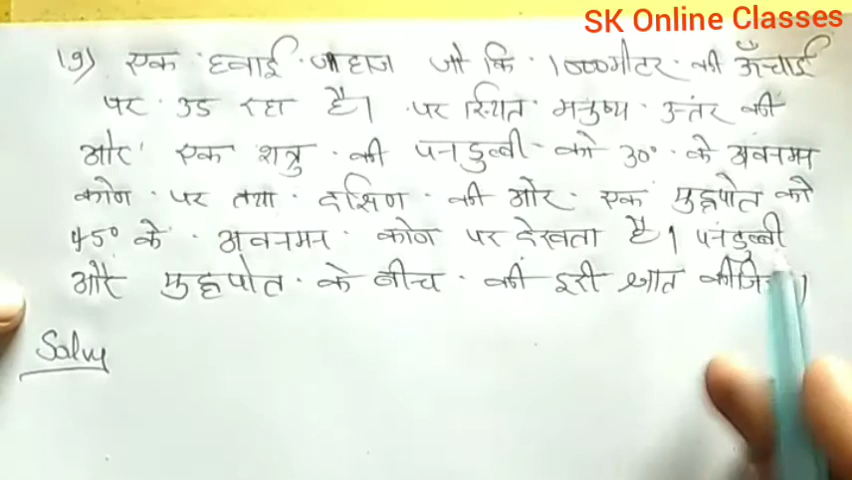 SK Online Classes
19) एक हवाई जहाज जो कि 1000मीटर की ऊँचाई
पर उड रहा है। पर स्थित मनुष्य उत्तर की
ओर एक शत्रु की पनडुब्बी को 30° के अवनमन
कोण पर तथा दक्षिण की ओर एक युद्धपोत को
45° के अवनमन कोण पर देखता है। पनडुब्बी
और युद्धपोत के बीच की दूरी ज्ञात कीजिए।